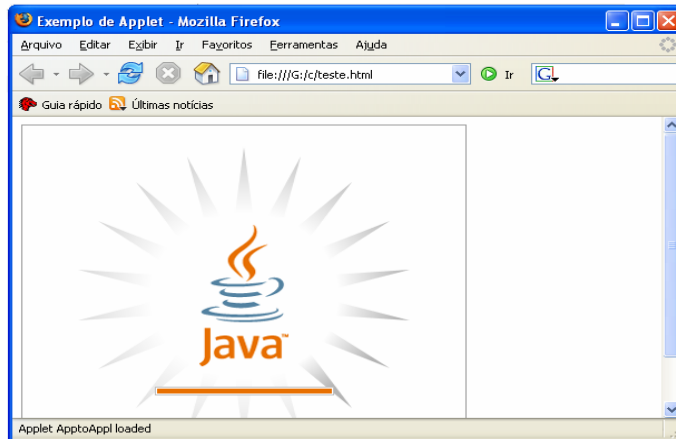 Exemplo de Applet - Mozilla Firefox
Arquivo Editar Exibir Ir Favoritos Ferramentas Ajuda
file:///G:/c/teste.html Ir G
Guia rápido Últimas notícias
Java™
Applet ApptoAppl loaded